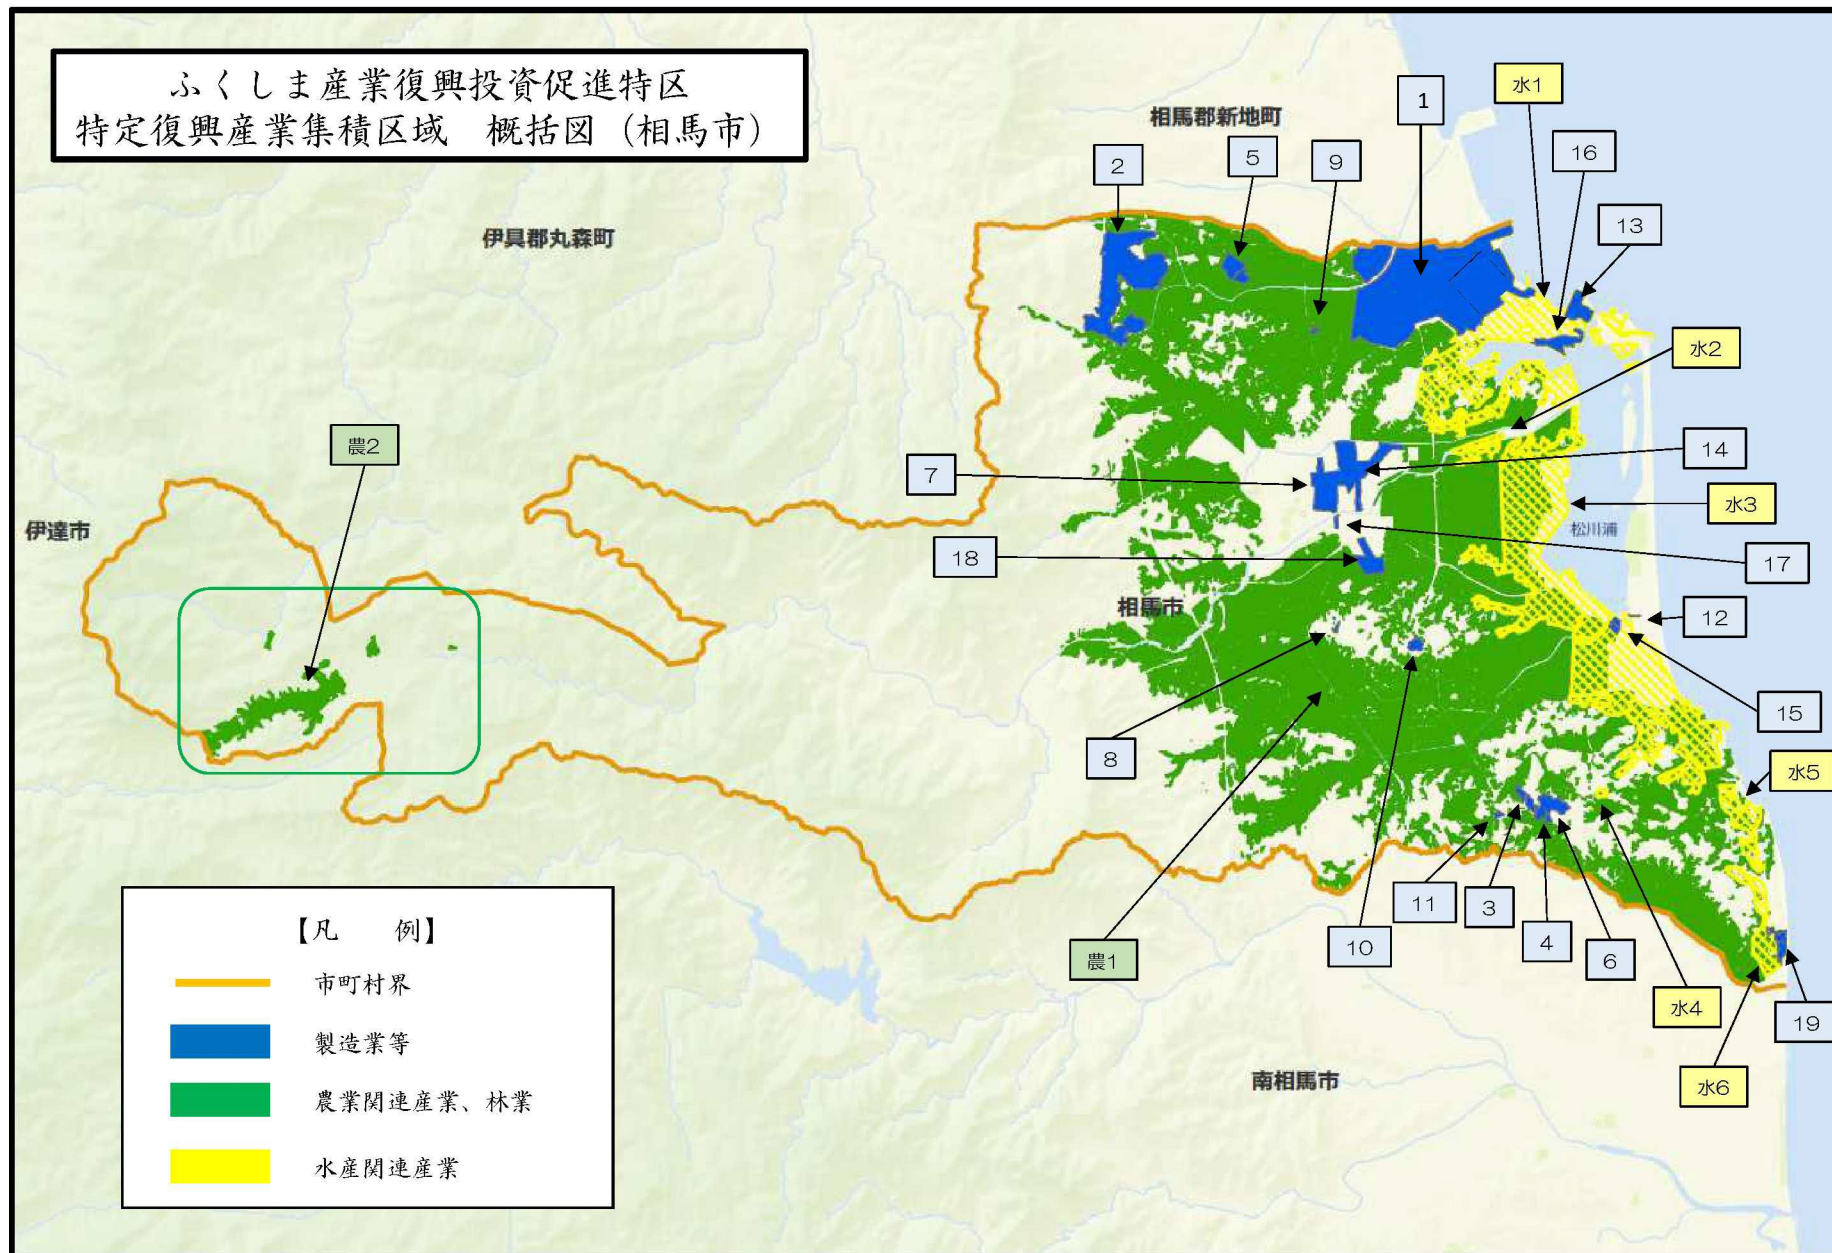 ふくしま産業復興投資促進特区
特定復興産業集積区域　概括図（相馬市）
相馬郡新地町
1
水1
16
2
5
9
13
伊具郡丸森町
水2
農2
7
14
水3
伊達市
松川浦
18
17
相馬市
12
15
8
水5
11
3
10
4
6
農1
水4
19
水6
南相馬市
【凡　例】
市町村界
製造業等
農業関連産業、林業
水産関連産業